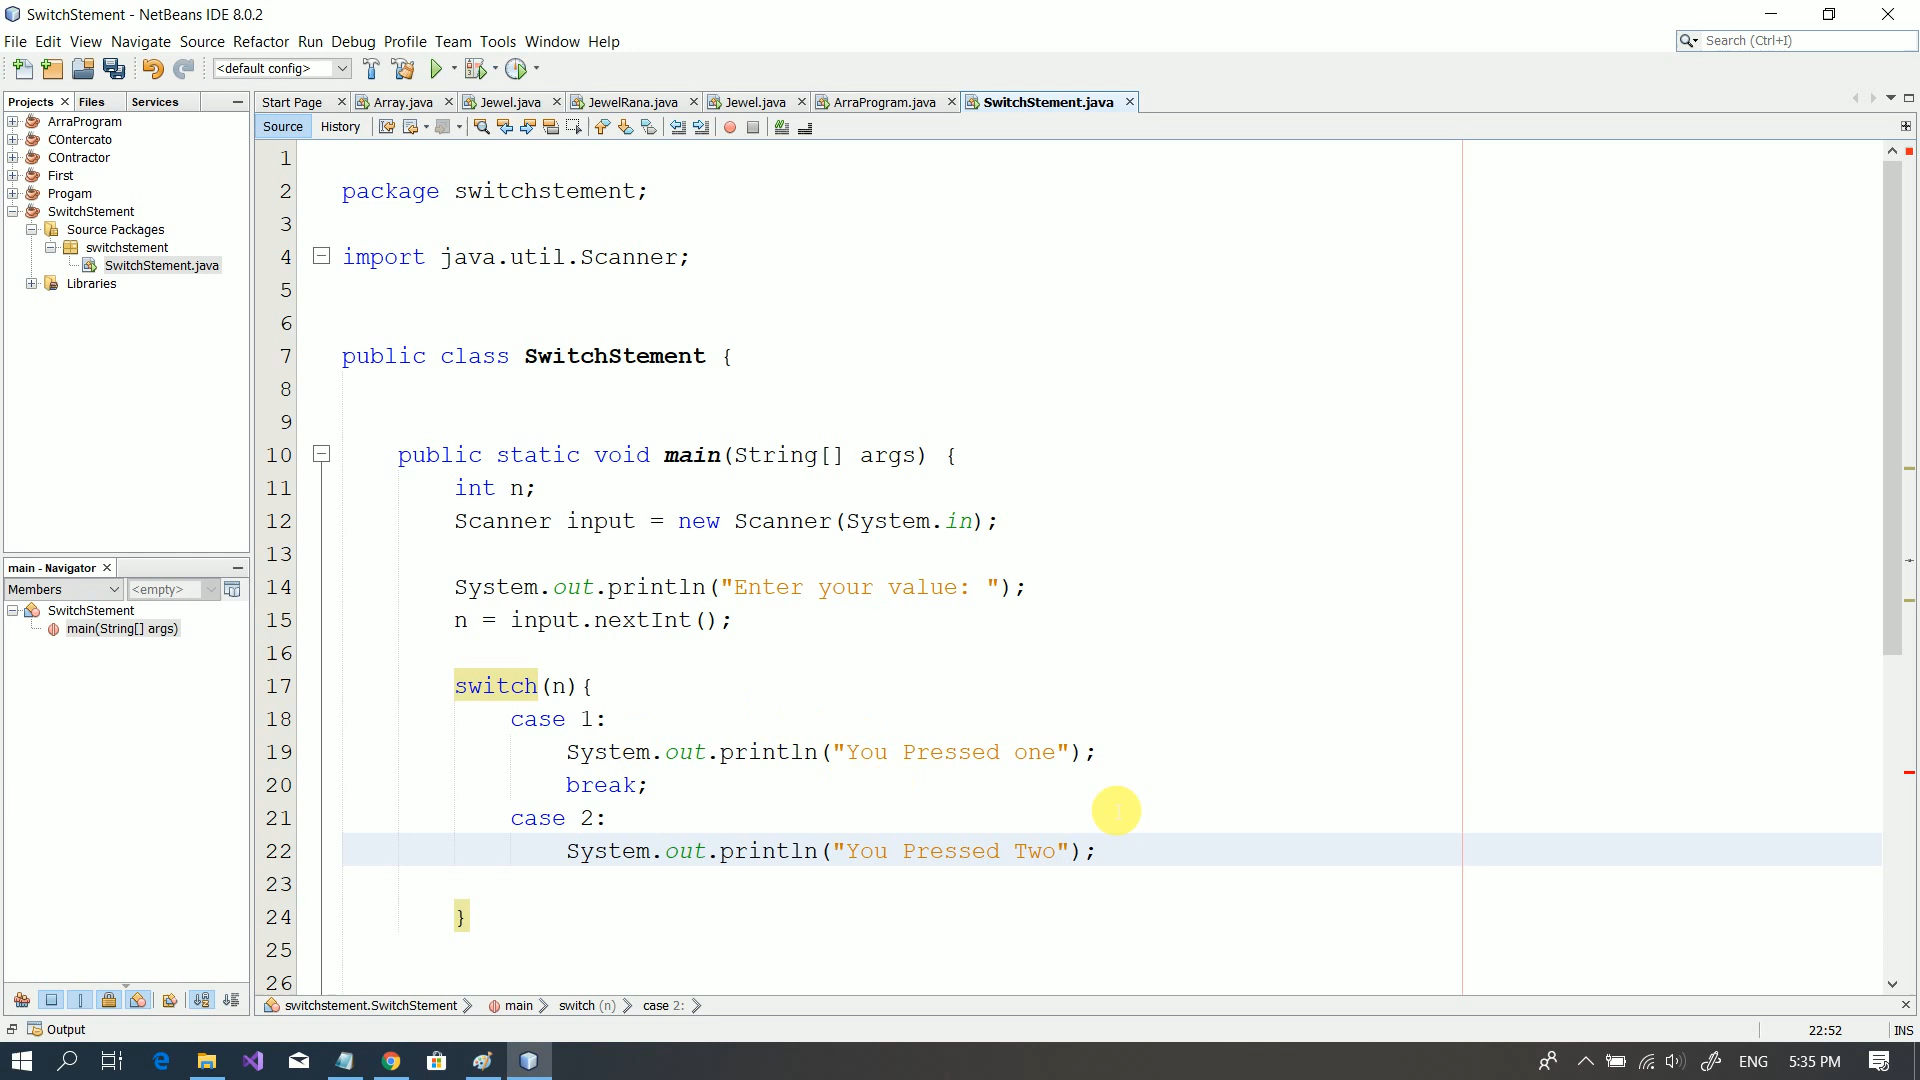 SwitchStement - NetBeans IDE 8.0.2
File Edit View Navigate Source Refactor Run Debug Profile Team Tools Window Help
Search (Ctrl+I)
<default config>
Projects Files Services
Start Page Array.java Jewel.java JewelRana.java Jewel.java ArraProgram.java SwitchStement.java
Source History
ArraProgram
COntercato
COntractor
First
Progam
SwitchStement
Source Packages
switchstement
SwitchStement.java
Libraries
main - Navigator
Members <empty>
SwitchStement
main(String[] args)
1
2 package switchstement;
3
4 import java.util.Scanner;
5
6
7 public class SwitchStement {
8
9
10 public static void main(String[] args) {
11 int n;
12 Scanner input = new Scanner(System.in);
13
14 System.out.println("Enter your value: ");
15 n = input.nextInt();
16
17 switch(n){
18 case 1:
19 System.out.println("You Pressed one");
20 break;
21 case 2:
22 System.out.println("You Pressed Two");
23
24 }
25
26
switchstement.SwitchStement main switch (n) case 2:
Output
22:52 INS
ENG 5:35 PM